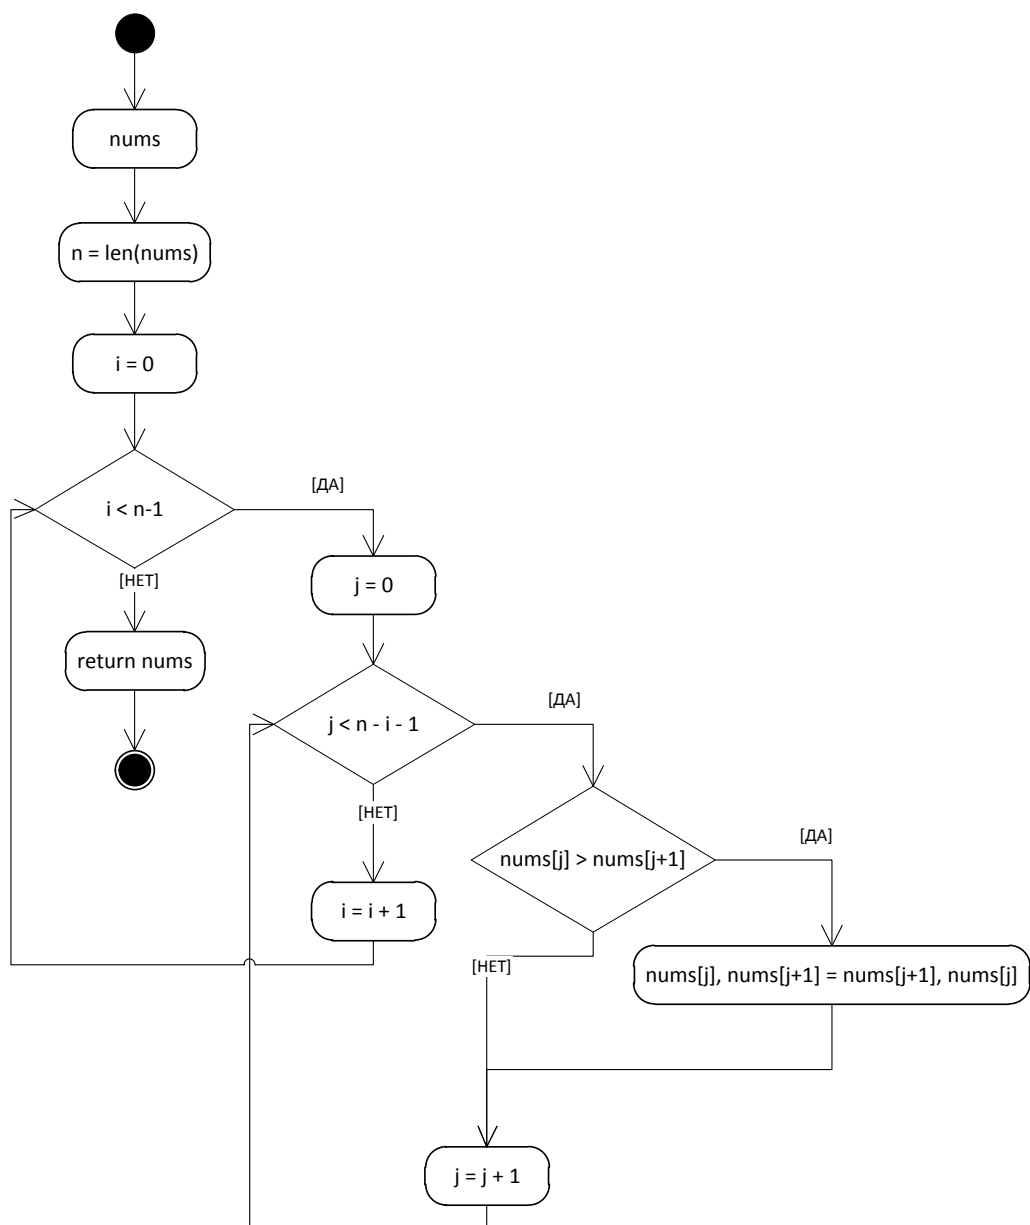 nums
n = len(nums)
i = 0
i < n-1
[ДА]
[НЕТ]
j = 0
return nums
j < n - i - 1
[ДА]
[НЕТ]
nums[j] > nums[j+1]
[ДА]
i = i + 1
[НЕТ]
nums[j], nums[j+1] = nums[j+1], nums[j]
j = j + 1